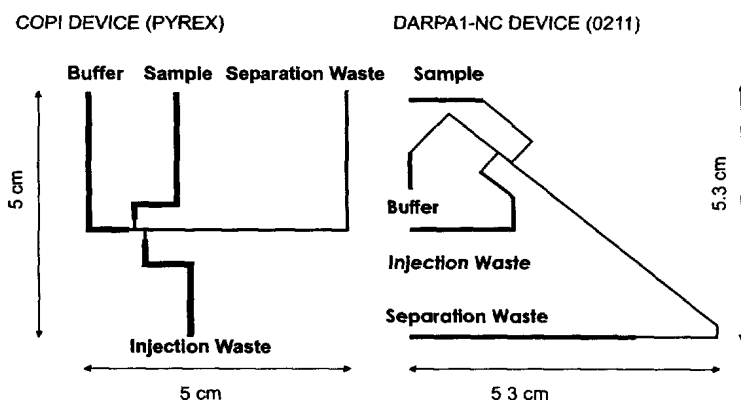 COPI DEVICE (PYREX)
DARPA1-NC DEVICE (0211)
Buffer Sample Separation Waste
Sample
5 cm
5.3 cm
Buffer
Injection Waste
Separation Waste
Injection Waste
5 cm
5 3 cm